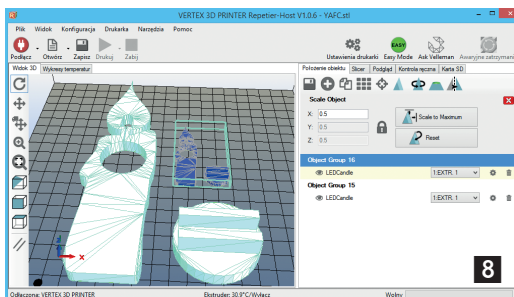 VERTEX 3D PRINTER Repetier-Host V1.0.6 - YAFC.stl
Plik Widok Konfiguracja Drukarka Narzędzia Pomoc
Podłącz Otwórz Zapisz Drukuj Zabij Ustawienia drukarki Easy Mode Ask Velleman Awaryjne zatrzymani
EASY
Widok 3D Wykresy temperatur Położenie obiektu Slicer Podgląd Kontrola ręczna Karta SD
Scale Object
X: 0.5 Scale to Maximum
Y: 0.5
Z: 0.5 Reset
Object Group 16
LEDCandle 1:EXTR. 1
Object Group 15
LEDCandle 1:EXTR. 1
8
Odłączona: VERTEX 3D PRINTER Ekstruder: 30.9°C/Wyłącz Wolny